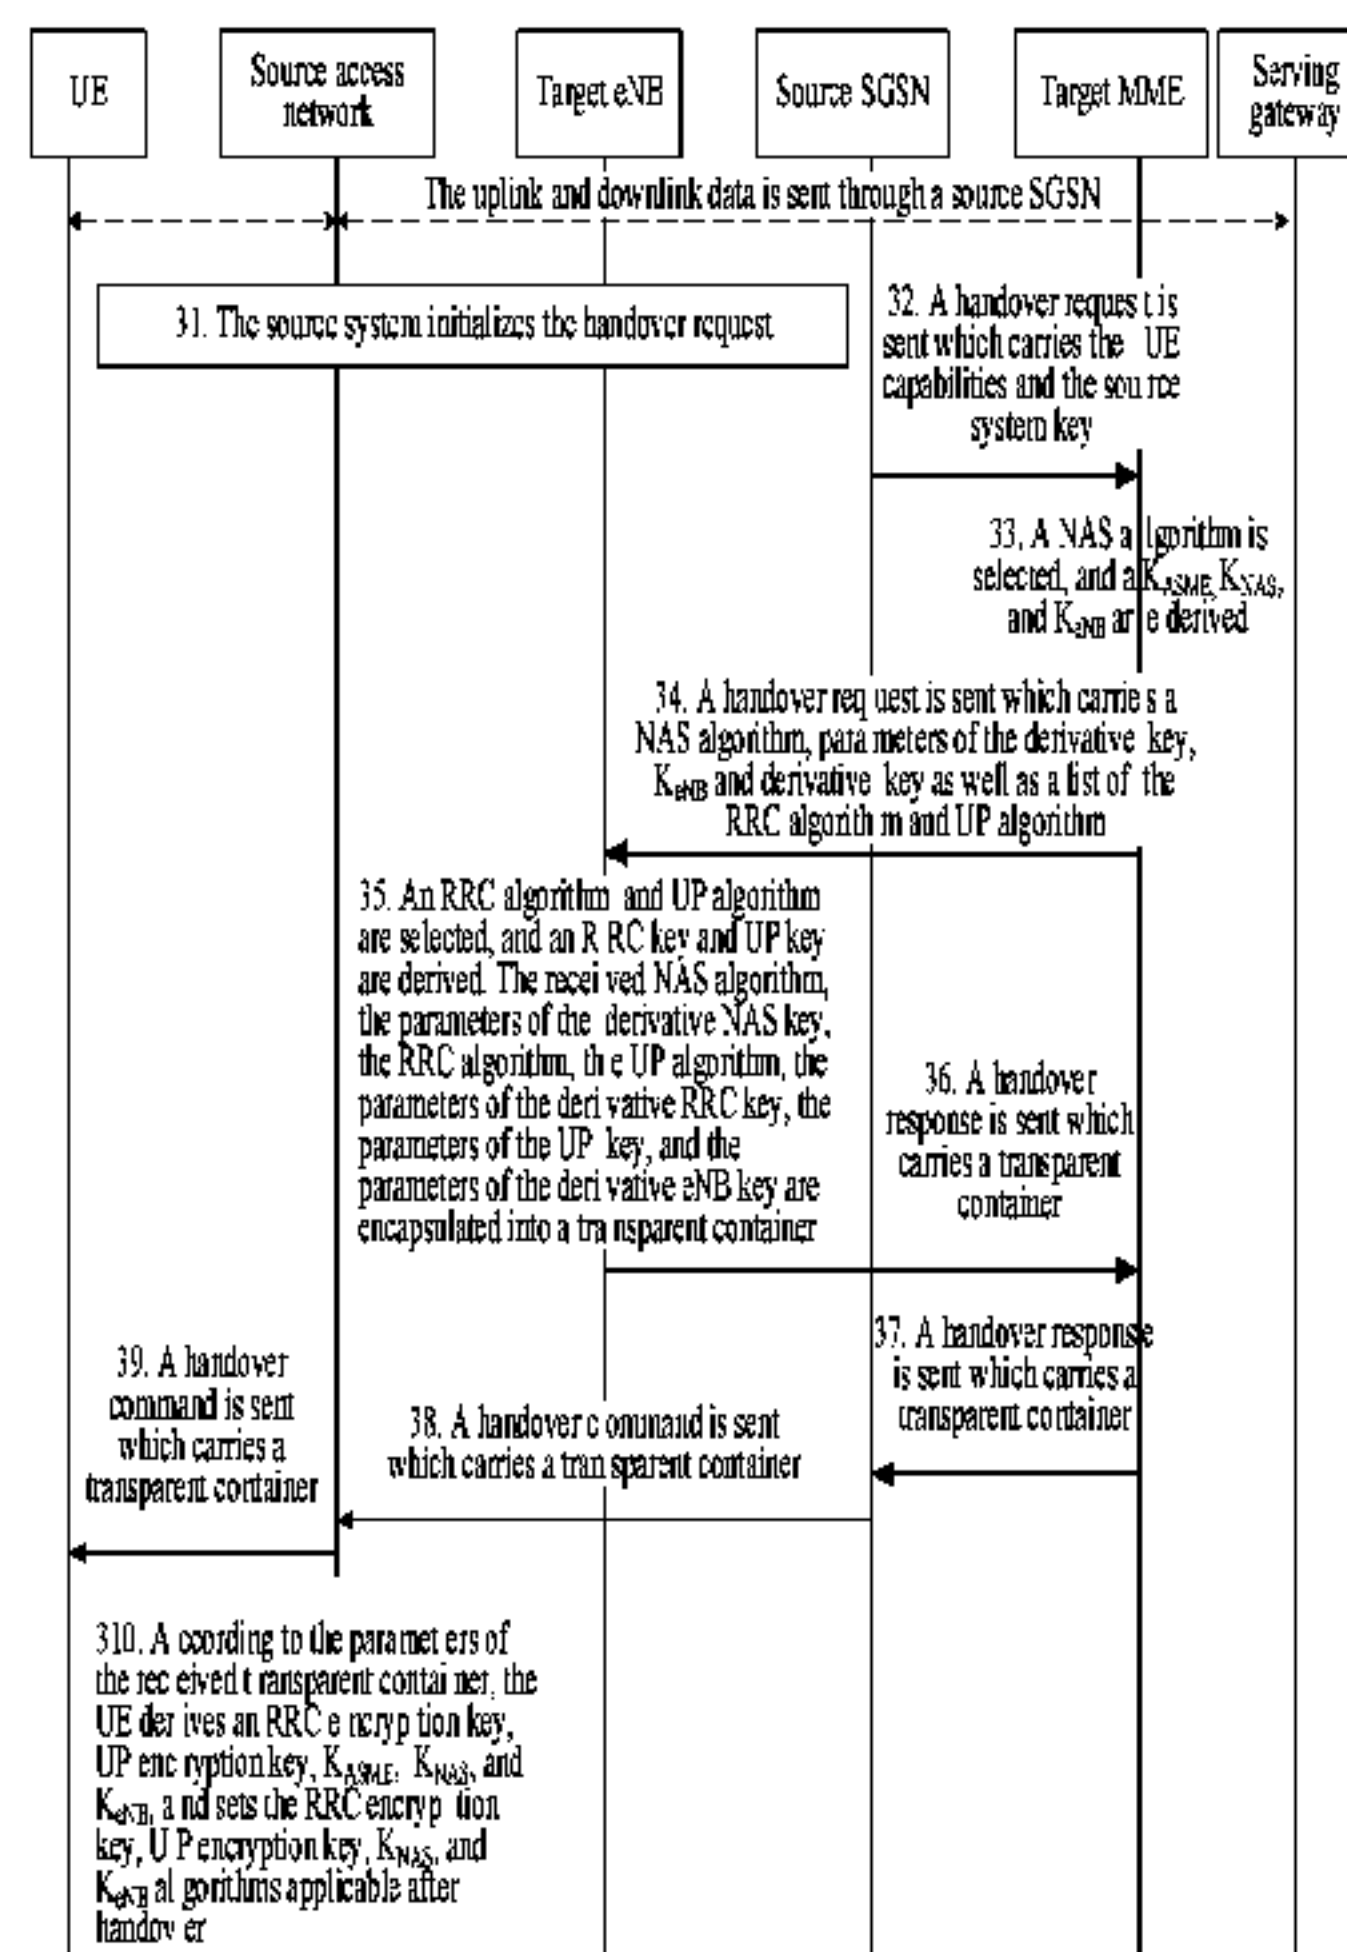 UE
Source access
network
Target eNB
Source SGSN
Target MME
Serving
gateway
The uplink and downlink data is sent through a source SGSN
31. The source system initializes the handover request
32. A handover request is
sent which carries the UE
capabilities and the source
system key
33. A NAS algorithm is
selected, and a KASME, KNAS,
and KeNB are derived
34. A handover request is sent which carries a
NAS algorithm, parameters of the derivative key,
KeNB and derivative key as well as a list of the
RRC algorithm and UP algorithm
35. An RRC algorithm and UP algorithm
are selected, and an RRC key and UP key
are derived. The received NAS algorithm,
the parameters of the derivative NAS key,
the RRC algorithm, the UP algorithm, the
parameters of the derivative RRC key, the
parameters of the UP key, and the
parameters of the derivative eNB key are
encapsulated into a transparent container
36. A handover
response is sent which
carries a transparent
container
37. A handover response
is sent which carries a
transparent container
38. A handover command is sent
which carries a transparent container
39. A handover
command is sent
which carries a
transparent container
310. According to the parameters of
the received transparent container, the
UE derives an RRC encryption key,
UP encryption key, KASME, KNAS, and
KeNB, and sets the RRC encryption
key, UP encryption key, KNAS, and
KeNB algorithms applicable after
handover